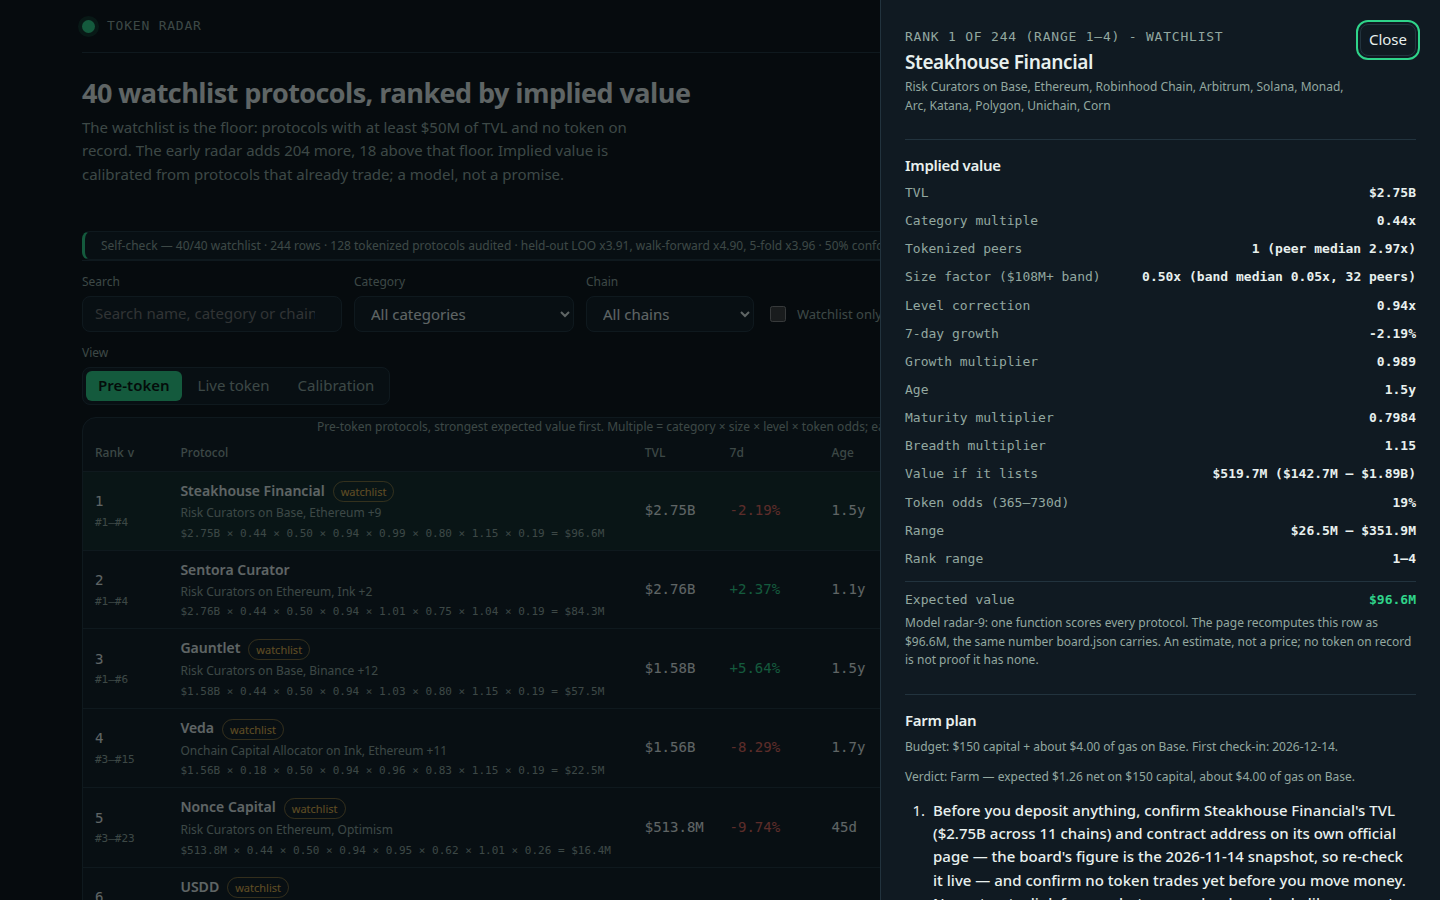 TOKEN RADAR
40 watchlist protocols, ranked by implied value
The watchlist is the floor: protocols with at least $50M of TVL and no token on
record. The early radar adds 204 more, 18 above that floor. Implied value is
calibrated from protocols that already trade; a model, not a promise.
Self-check — 40/40 watchlist · 244 rows · 128 tokenized protocols audited · held-out LOO x3.91, walk-forward x4.90, 5-fold x3.96 · 50%
Search
Category
Chain
Search name, category or chain
All categories
All chains
Watchlist only
View
Pre-token
Live token
Calibration
Pre-token protocols, strongest expected value first. Multiple = category × size × level × token odds;
Rank v
Protocol
TVL
7d
Age
1
#1—#4
Steakhouse Financial watchlist
Risk Curators on Base, Ethereum +9
$2.75B × 0.44 × 0.50 × 0.94 × 0.99 × 0.80 × 1.15 × 0.19 = $96.6M
$2.75B
-2.19%
1.5y
2
#1—#4
Sentora Curator
Risk Curators on Ethereum, Ink +2
$2.76B × 0.44 × 0.50 × 0.94 × 1.01 × 0.75 × 1.04 × 0.19 = $84.3M
$2.76B
+2.37%
1.1y
3
#1—#6
Gauntlet watchlist
Risk Curators on Base, Binance +12
$1.58B × 0.44 × 0.50 × 0.94 × 1.03 × 0.80 × 1.15 × 0.19 = $57.5M
$1.58B
+5.64%
1.5y
4
#3—#15
Veda watchlist
Onchain Capital Allocator on Ink, Ethereum +11
$1.56B × 0.18 × 0.50 × 0.94 × 0.96 × 0.83 × 1.15 × 0.19 = $22.5M
$1.56B
-8.29%
1.7y
5
#3—#23
Nonce Capital watchlist
Risk Curators on Ethereum, Optimism
$513.8M × 0.44 × 0.50 × 0.94 × 0.95 × 0.62 × 1.01 × 0.26 = $16.4M
$513.8M
-9.74%
45d
6
USDD watchlist
RANK 1 OF 244 (RANGE 1—4) - WATCHLIST
Close
Steakhouse Financial
Risk Curators on Base, Ethereum, Robinhood Chain, Arbitrum, Solana, Monad,
Arc, Katana, Polygon, Unichain, Corn
Implied value
TVL $2.75B
Category multiple 0.44x
Tokenized peers 1 (peer median 2.97x)
Size factor ($108M+ band) 0.50x (band median 0.05x, 32 peers)
Level correction 0.94x
7-day growth -2.19%
Growth multiplier 0.989
Age 1.5y
Maturity multiplier 0.7984
Breadth multiplier 1.15
Value if it lists $519.7M ($142.7M — $1.89B)
Token odds (365—730d) 19%
Range $26.5M — $351.9M
Rank range 1—4
Expected value $96.6M
Model radar-9: one function scores every protocol. The page recomputes this row as
$96.6M, the same number board.json carries. An estimate, not a price; no token on record
is not proof it has none.
Farm plan
Budget: $150 capital + about $4.00 of gas on Base. First check-in: 2026-12-14.
Verdict: Farm — expected $1.26 net on $150 capital, about $4.00 of gas on Base.
1. Before you deposit anything, confirm Steakhouse Financial's TVL
($2.75B across 11 chains) and contract address on its own official
page — the board's figure is the 2026-11-14 snapshot, so re-check
it live — and confirm no token trades yet before you move money.